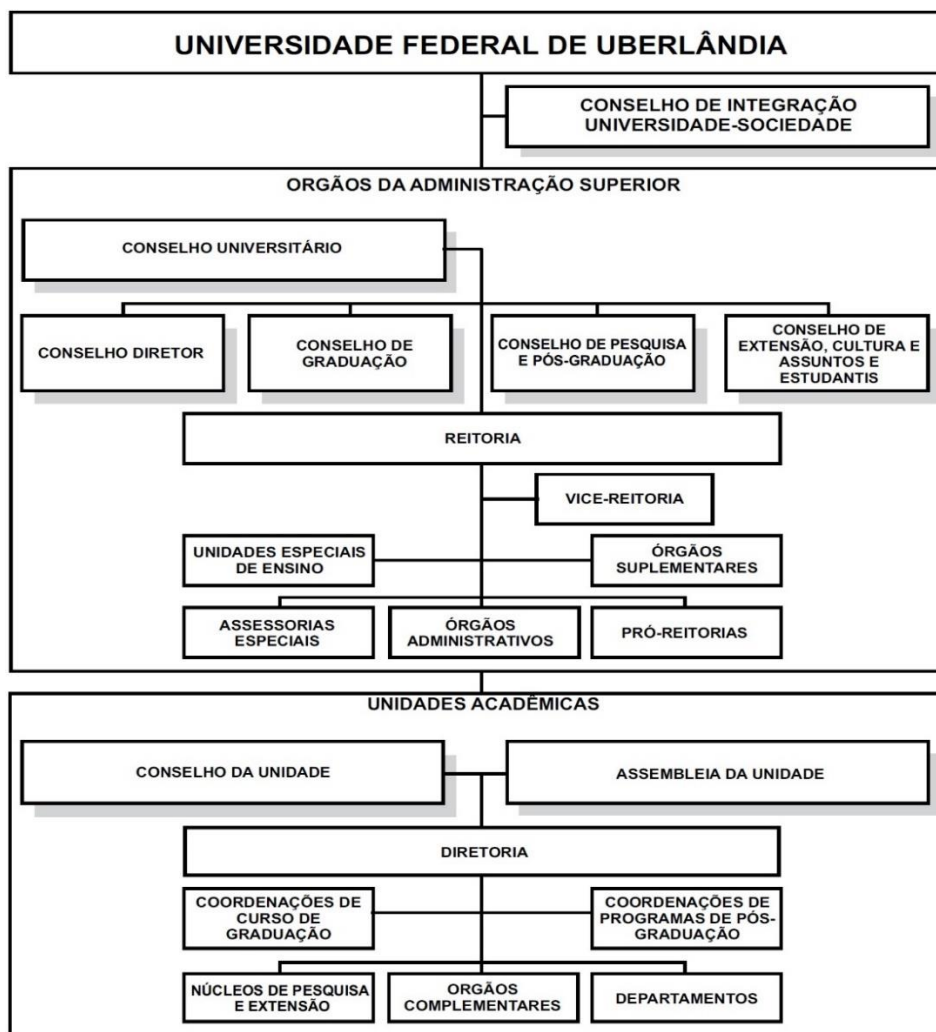 UNIVERSIDADE FEDERAL DE UBERLÂNDIA
CONSELHO DE INTEGRAÇÃO
UNIVERSIDADE-SOCIEDADE
ORGÃOS DA ADMINISTRAÇÃO SUPERIOR
CONSELHO UNIVERSITÁRIO
CONSELHO DIRETOR
CONSELHO DE
GRADUAÇÃO
CONSELHO DE PESQUISA
E PÓS-GRADUAÇÃO
CONSELHO DE
EXTENSÃO, CULTURA E
ASSUNTOS E
ESTUDANTIS
REITORIA
VICE-REITORIA
UNIDADES ESPECIAIS
DE ENSINO
ÓRGÃOS
SUPLEMENTARES
ASSESSORIAS
ESPECIAIS
ÓRGÃOS
ADMINISTRATIVOS
PRÓ-REITORIAS
UNIDADES ACADÊMICAS
CONSELHO DA UNIDADE
ASSEMBLEIA DA UNIDADE
DIRETORIA
COORDENAÇÕES DE
CURSO DE
GRADUAÇÃO
COORDENAÇÕES DE
PROGRAMAS DE PÓS-
GRADUAÇÃO
NÚCLEOS DE PESQUISA
E EXTENSÃO
ORGÃOS
COMPLEMENTARES
DEPARTAMENTOS